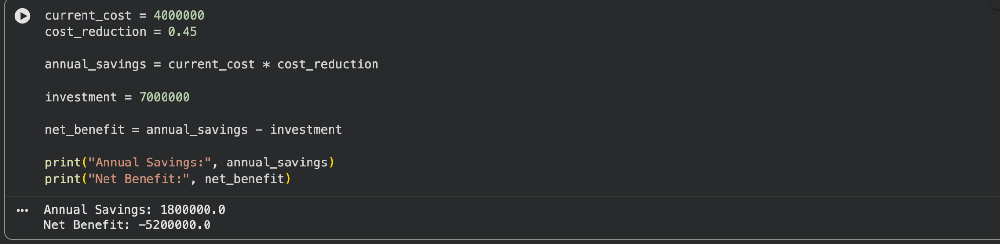 current_cost = 4000000
cost_reduction = 0.45
annual_savings = current_cost * cost_reduction
investment = 7000000
net_benefit = annual_savings - investment
print("Annual Savings:", annual_savings)
print("Net Benefit:", net_benefit)
Annual Savings: 1800000.0
Net Benefit: -5200000.0